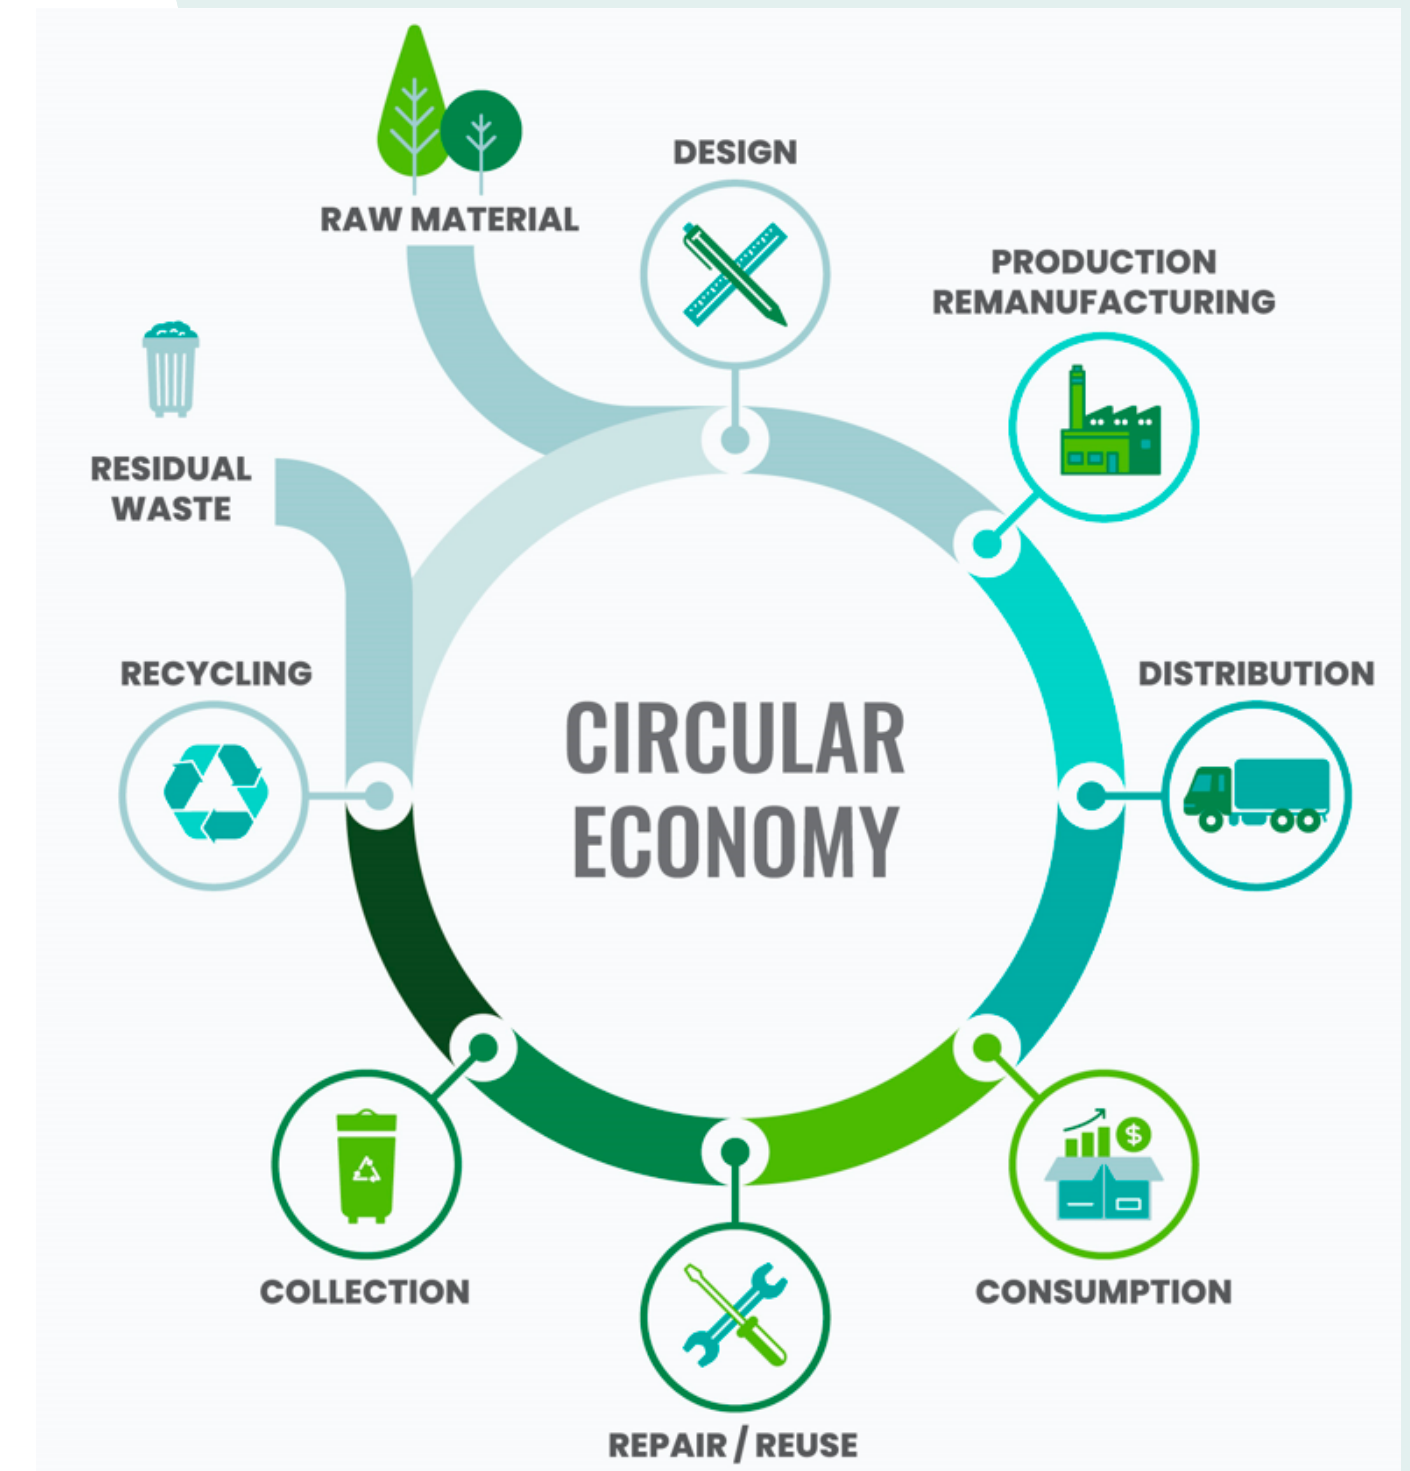 RAW MATERIAL
DESIGN
PRODUCTION
REMANUFACTURING
DISTRIBUTION
CONSUMPTION
REPAIR / REUSE
COLLECTION
RECYCLING
RESIDUAL
WASTE
CIRCULAR
ECONOMY
$